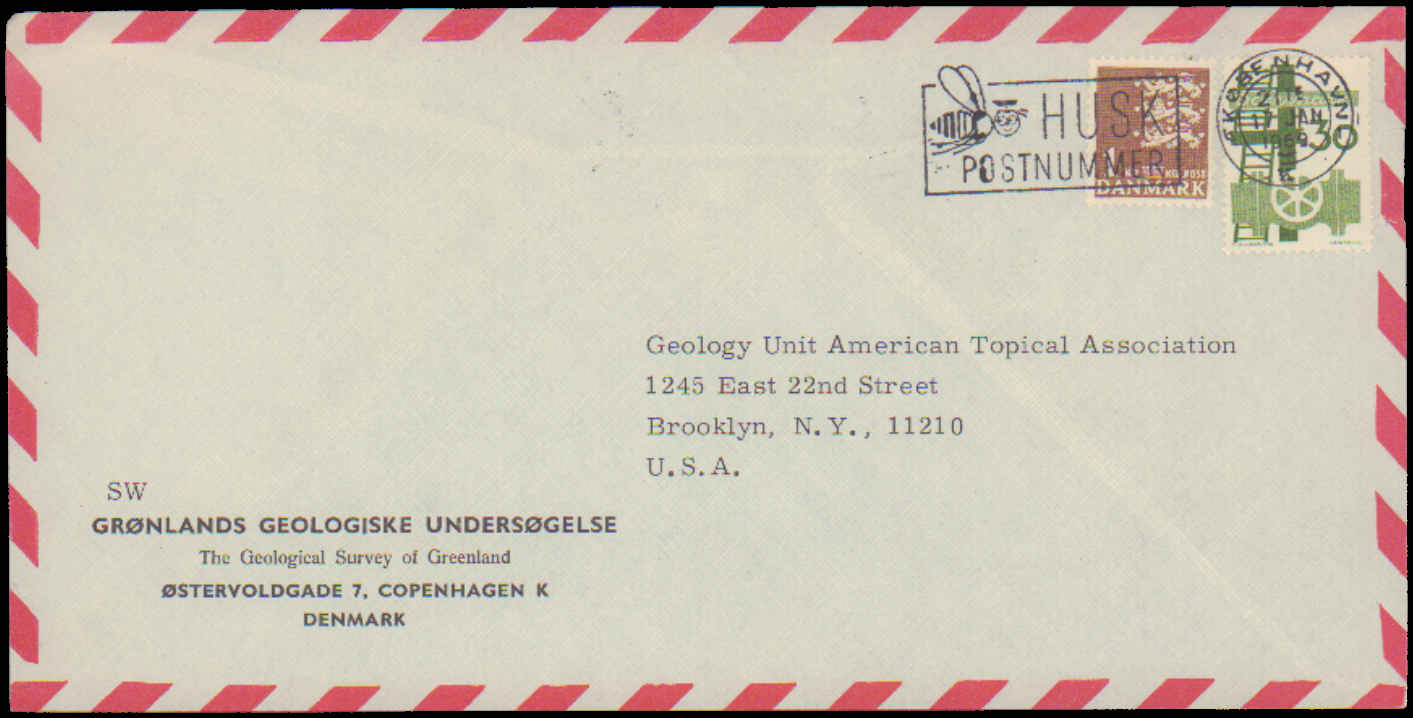 HUSK
POSTNUMMER
DANMARK
KØBENHAVN
17 JAN
1969
30
Geology Unit American Topical Association
1245 East 22nd Street
Brooklyn, N.Y., 11210
U.S.A.
SW
GRØNLANDS GEOLOGISKE UNDERSØGELSE
The Geological Survey of Greenland
ØSTERVOLDGADE 7, COPENHAGEN K
DENMARK